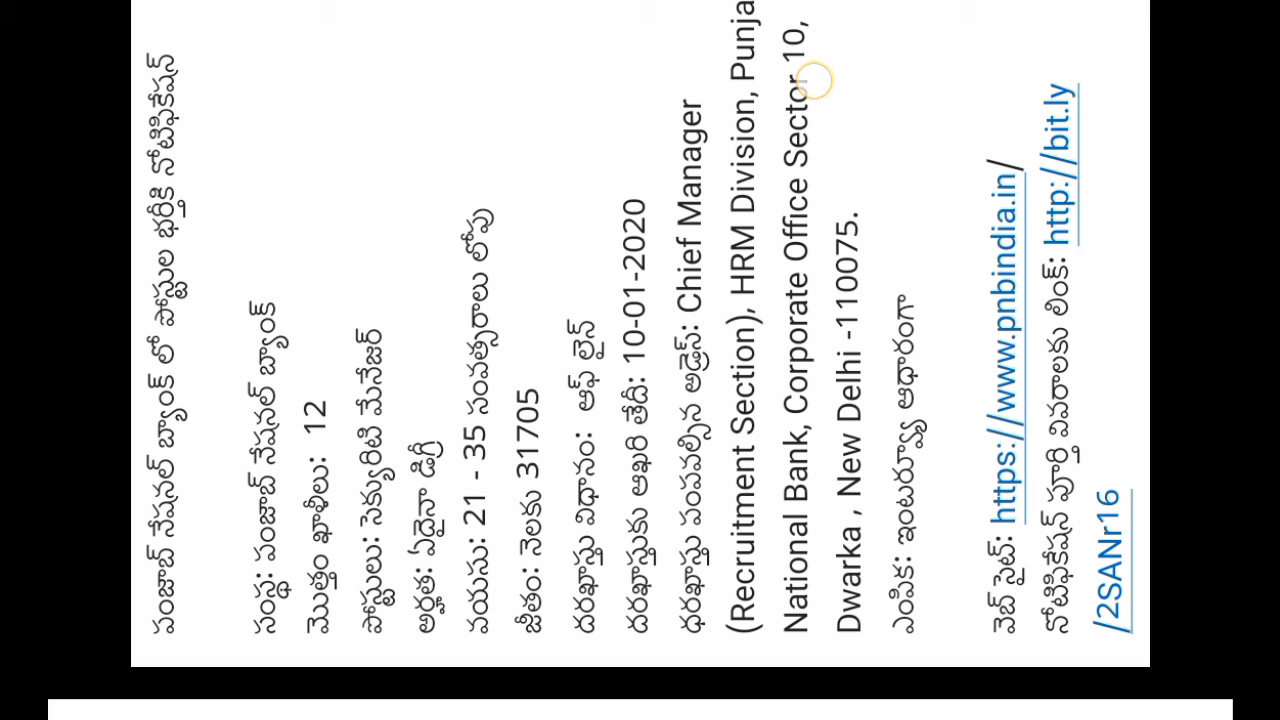 పంజాబ్ నేషనల్ బ్యాంక్ లో పోస్టుల భర్తీకి నోటిఫికేషన్
సంస్థ: పంజాబ్ నేషనల్ బ్యాంక్
మొత్తం ఖాళీలు: 12
పోస్టులు: సెక్యురిటి మేనేజర్
అర్హత: ఏదైనా డిగ్రీ
వయసు: 21 - 35 సంవత్సరాలు లోపు
జీతం: నెలకు 31705
దరఖాస్తు విధానం: ఆఫ్ లైన్
దరఖాస్తుకు ఆఖరి తేదీ: 10-01-2020
ధరఖాస్తు పంపవల్సిన అడ్రెస్: Chief Manager
(Recruitment Section), HRM Division, Punja
National Bank, Corporate Office Sector 10,
Dwarka , New Delhi -110075.
ఎంపిక: ఇంటర్వ్యూ ఆధారంగా
వెబ్ సైట్: https://www.pnbindia.in/
నోటిఫికేషన్ పూర్తి వివరాలకు లింక్: http://bit.ly
/2SANr16